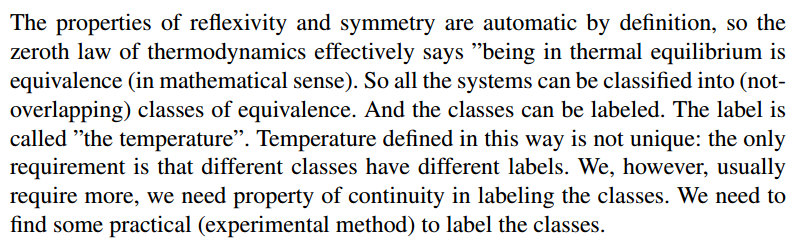 The properties of reflexivity and symmetry are automatic by definition, so the
zeroth law of thermodynamics effectively says ”being in thermal equilibrium is
equivalence (in mathematical sense). So all the systems can be classified into (not-
overlapping) classes of equivalence. And the classes can be labeled. The label is
called ”the temperature”. Temperature defined in this way is not unique: the only
requirement is that different classes have different labels. We, however, usually
require more, we need property of continuity in labeling the classes. We need to
find some practical (experimental method) to label the classes.